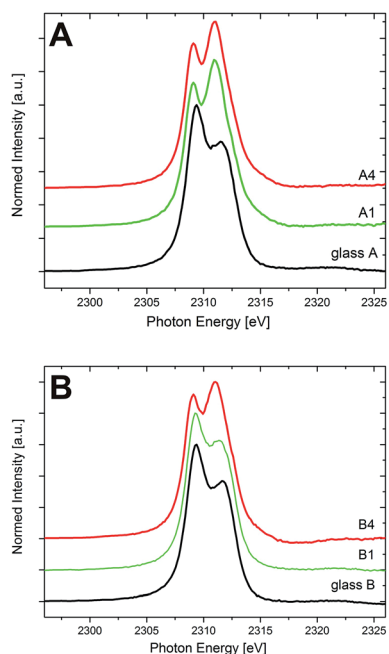 A
Normed Intensity [a.u.]
A4
A1
glass A
2300 2305 2310 2315 2320 2325
Photon Energy [eV]
B
Normed Intensity [a.u.]
B4
B1
glass B
2300 2305 2310 2315 2320 2325
Photon Energy [eV]